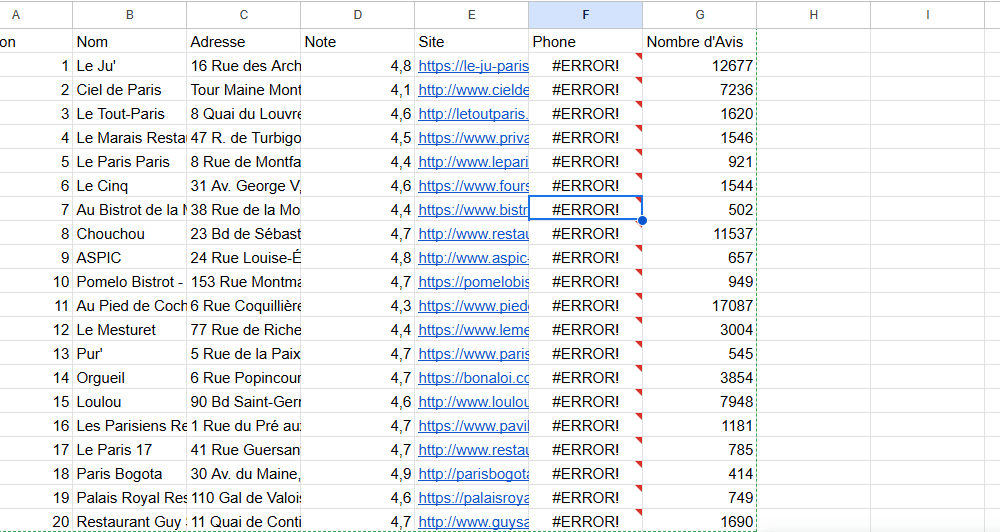 A B C D E F G H I
on Nom Adresse Note Site Phone Nombre d'Avis
1 Le Ju' 16 Rue des Arch 4,8 https://le-ju-paris #ERROR! 12677
2 Ciel de Paris Tour Maine Mont 4,1 http://www.cielde #ERROR! 7236
3 Le Tout-Paris 8 Quai du Louvre 4,6 http://letoutparis. #ERROR! 1620
4 Le Marais Resta 47 R. de Turbigo 4,5 https://www.priva #ERROR! 1546
5 Le Paris Paris 8 Rue de Montfa 4,4 http://www.lepari #ERROR! 921
6 Le Cinq 31 Av. George V, 4,6 https://www.fours #ERROR! 1544
7 Au Bistrot de la M 38 Rue de la Mo 4,4 https://www.bistr #ERROR! 502
8 Chouchou 23 Bd de Sébast 4,7 http://www.restau #ERROR! 11537
9 ASPIC 24 Rue Louise-É 4,8 http://www.aspic- #ERROR! 657
10 Pomelo Bistrot - 153 Rue Montma 4,7 https://pomelobis #ERROR! 949
11 Au Pied de Coch 6 Rue Coquillière 4,3 https://www.piedd #ERROR! 17087
12 Le Mesturet 77 Rue de Riche 4,4 https://www.leme #ERROR! 3004
13 Pur' 5 Rue de la Paix 4,7 https://www.paris #ERROR! 545
14 Orgueil 6 Rue Popincour 4,7 https://bonaloi.co #ERROR! 3854
15 Loulou 90 Bd Saint-Germ 4,6 http://www.loulou #ERROR! 7948
16 Les Parisiens Re 1 Rue du Pré aux 4,7 https://www.pavil #ERROR! 1181
17 Le Paris 17 41 Rue Guersan 4,7 http://www.restau #ERROR! 785
18 Paris Bogota 30 Av. du Maine, 4,9 http://parisbogota #ERROR! 414
19 Palais Royal Res 110 Gal de Valois 4,6 https://palaisroya #ERROR! 749
20 Restaurant Guy 11 Quai de Conti 4,7 http://www.guysa #ERROR! 1690